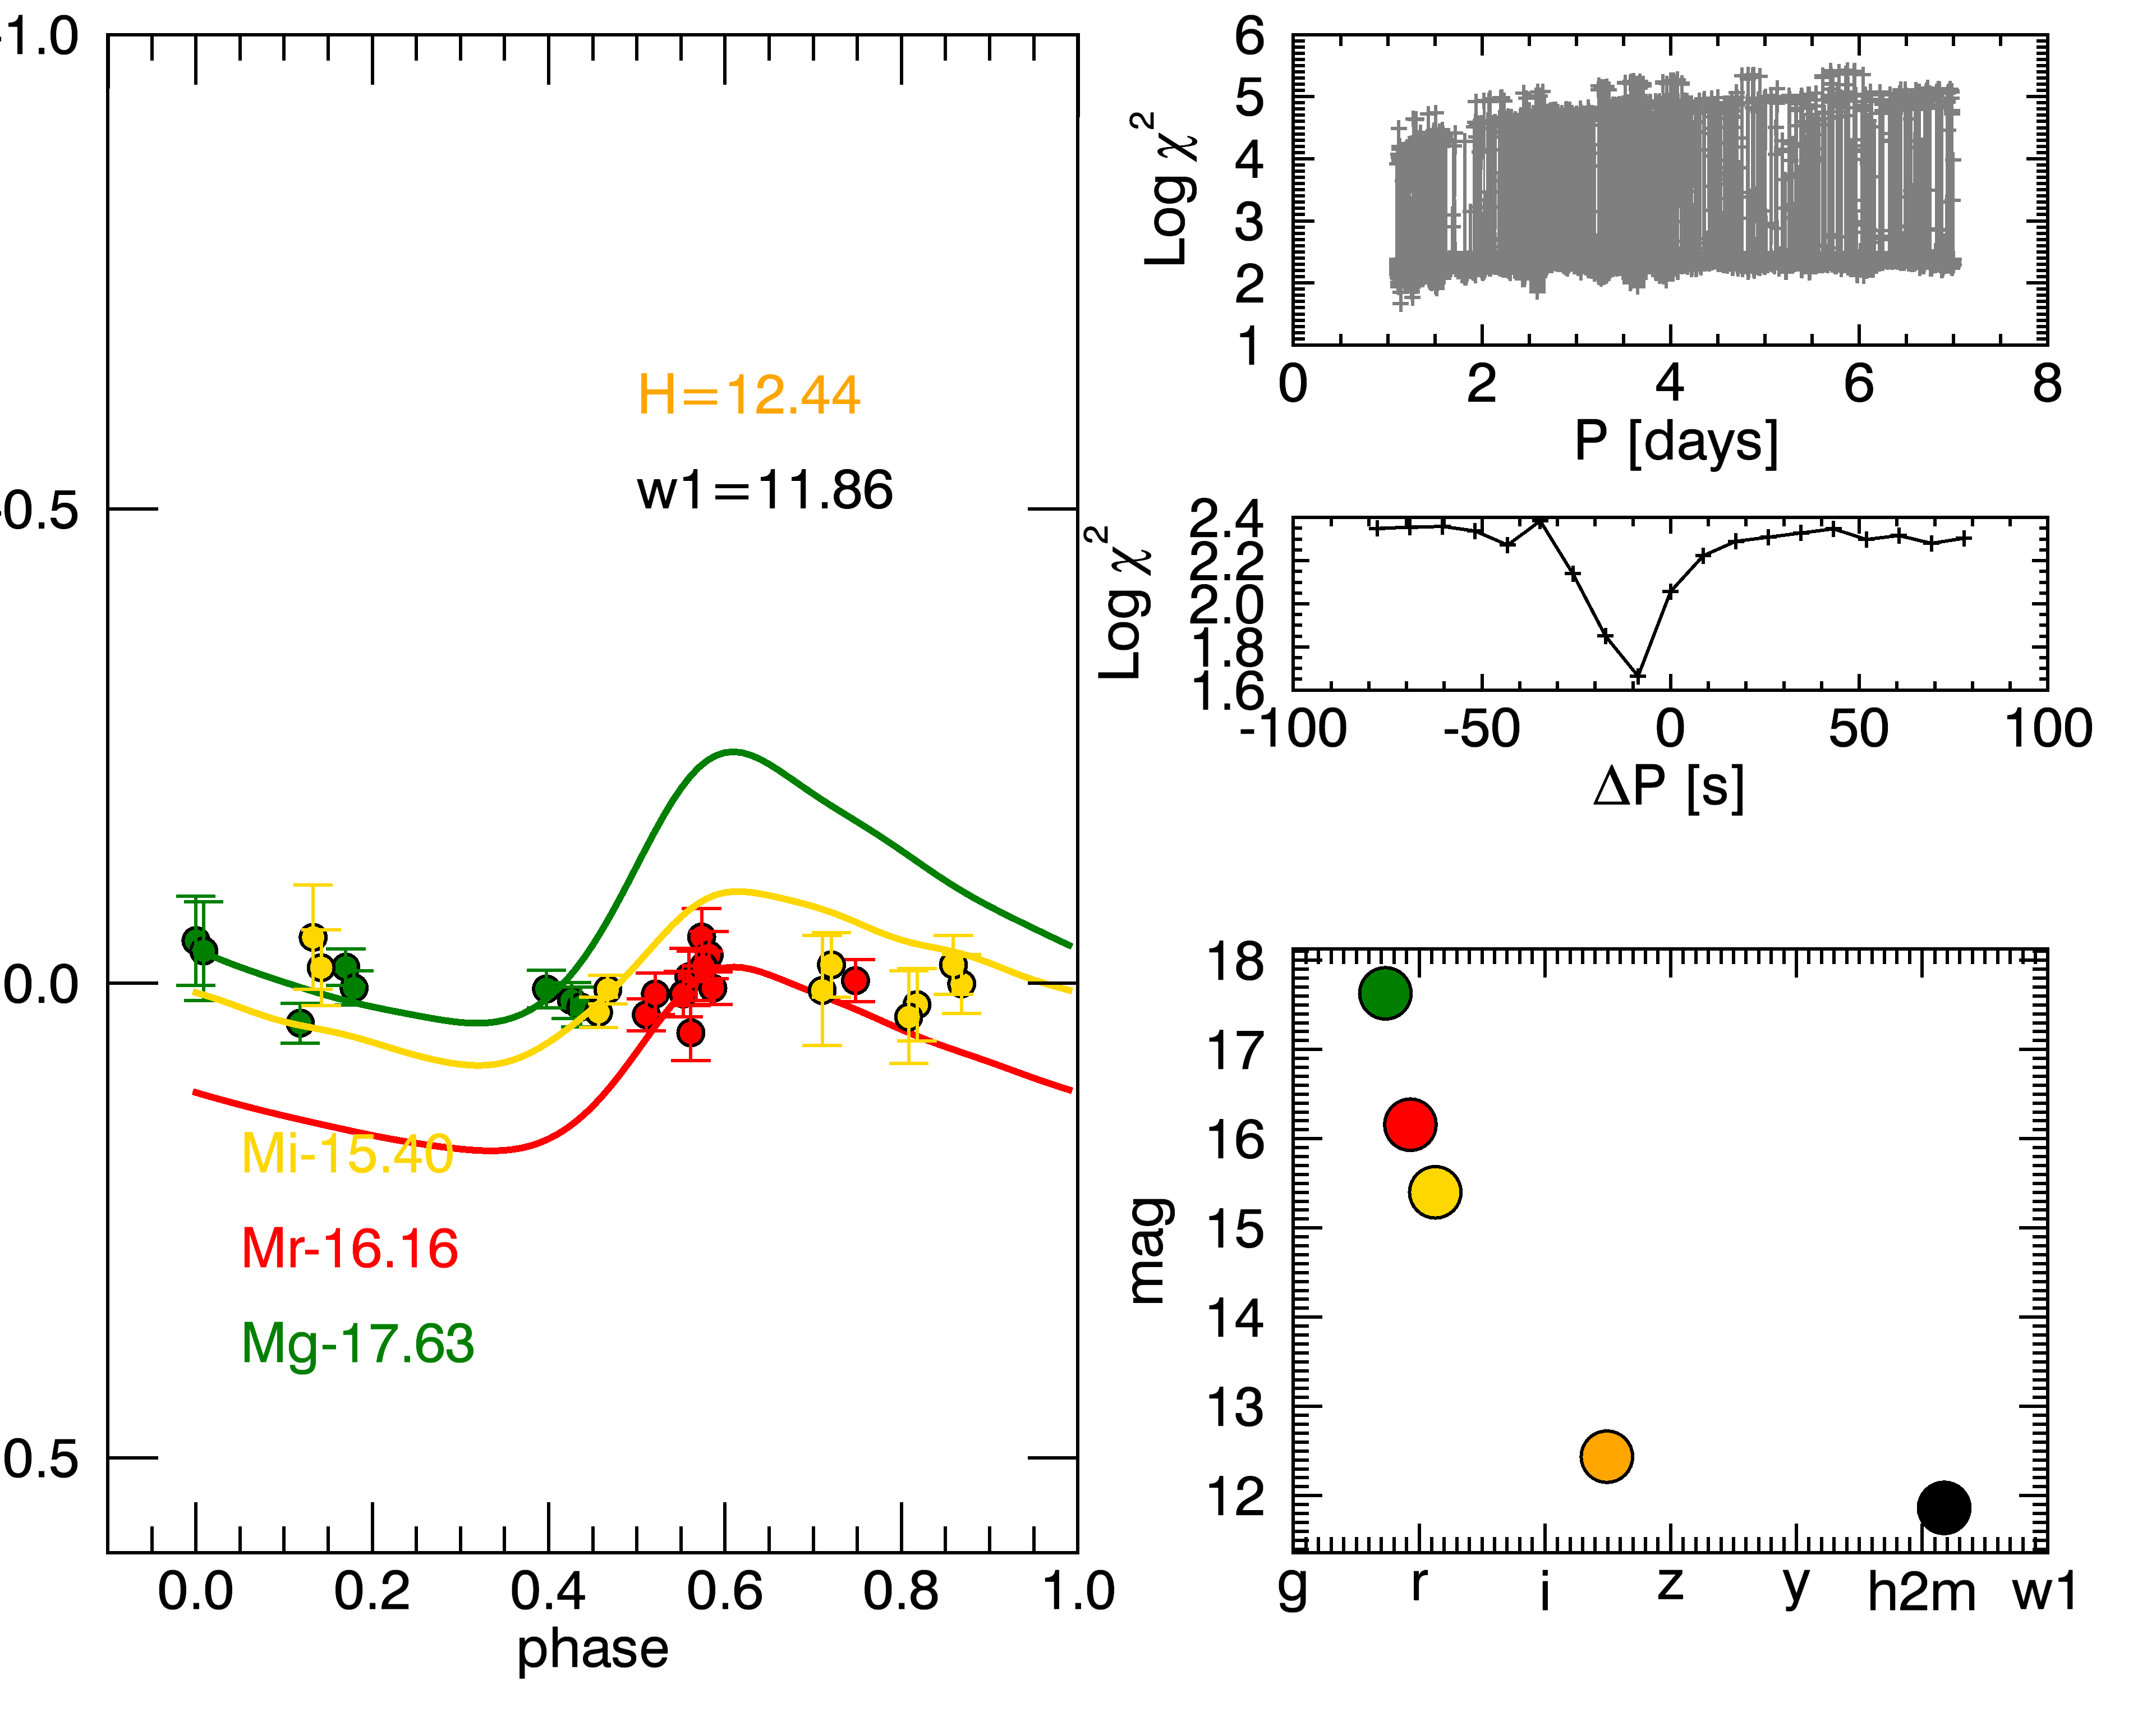 -1.0
-0.5
0.0
0.5
H=12.44
w1=11.86
Mi-15.40
Mr-16.16
Mg-17.63
0.0 0.2 0.4 0.6 0.8 1.0
phase
Log χ²
6
5
4
3
2
1
0 2 4 6 8
P [days]
Log χ²
2.4
2.2
2.0
1.8
1.6
-100 -50 0 50 100
ΔP [s]
mag
18
17
16
15
14
13
12
g r i z y h2m w1